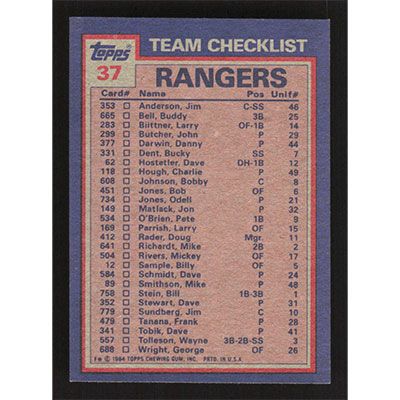 Topps
TEAM CHECKLIST
37
RANGERS
Card# Name Pos Unif#
353 Anderson, Jim C-SS 46
665 Bell, Buddy 3B 25
283 Biittner, Larry OF-1B 14
299 Butcher, John P 29
377 Darwin, Danny P 44
331 Dent, Bucky SS 7
62 Hostetler, Dave DH-1B 12
118 Hough, Charlie P 49
608 Johnson, Bobby C 8
451 Jones, Bob OF 6
734 Jones, Odell P 21
149 Matlack, Jon P 32
534 O'Brien, Pete 1B 9
169 Parrish, Larry OF 15
412 Rader, Doug Mgr. 11
641 Richardt, Mike 2B 2
504 Rivers, Mickey OF 17
12 Sample, Billy OF 5
584 Schmidt, Dave P 24
89 Smithson, Mike P 48
758 Stein, Bill 1B-3B 1
352 Stewart, Dave P 31
779 Sundberg, Jim C 10
479 Tanana, Frank P 28
341 Tobik, Dave P 41
557 Tolleson, Wayne 3B-2B-SS 3
688 Wright, George OF 26
© 1984 TOPPS CHEWING GUM, INC. PRTD. IN U.S.A.